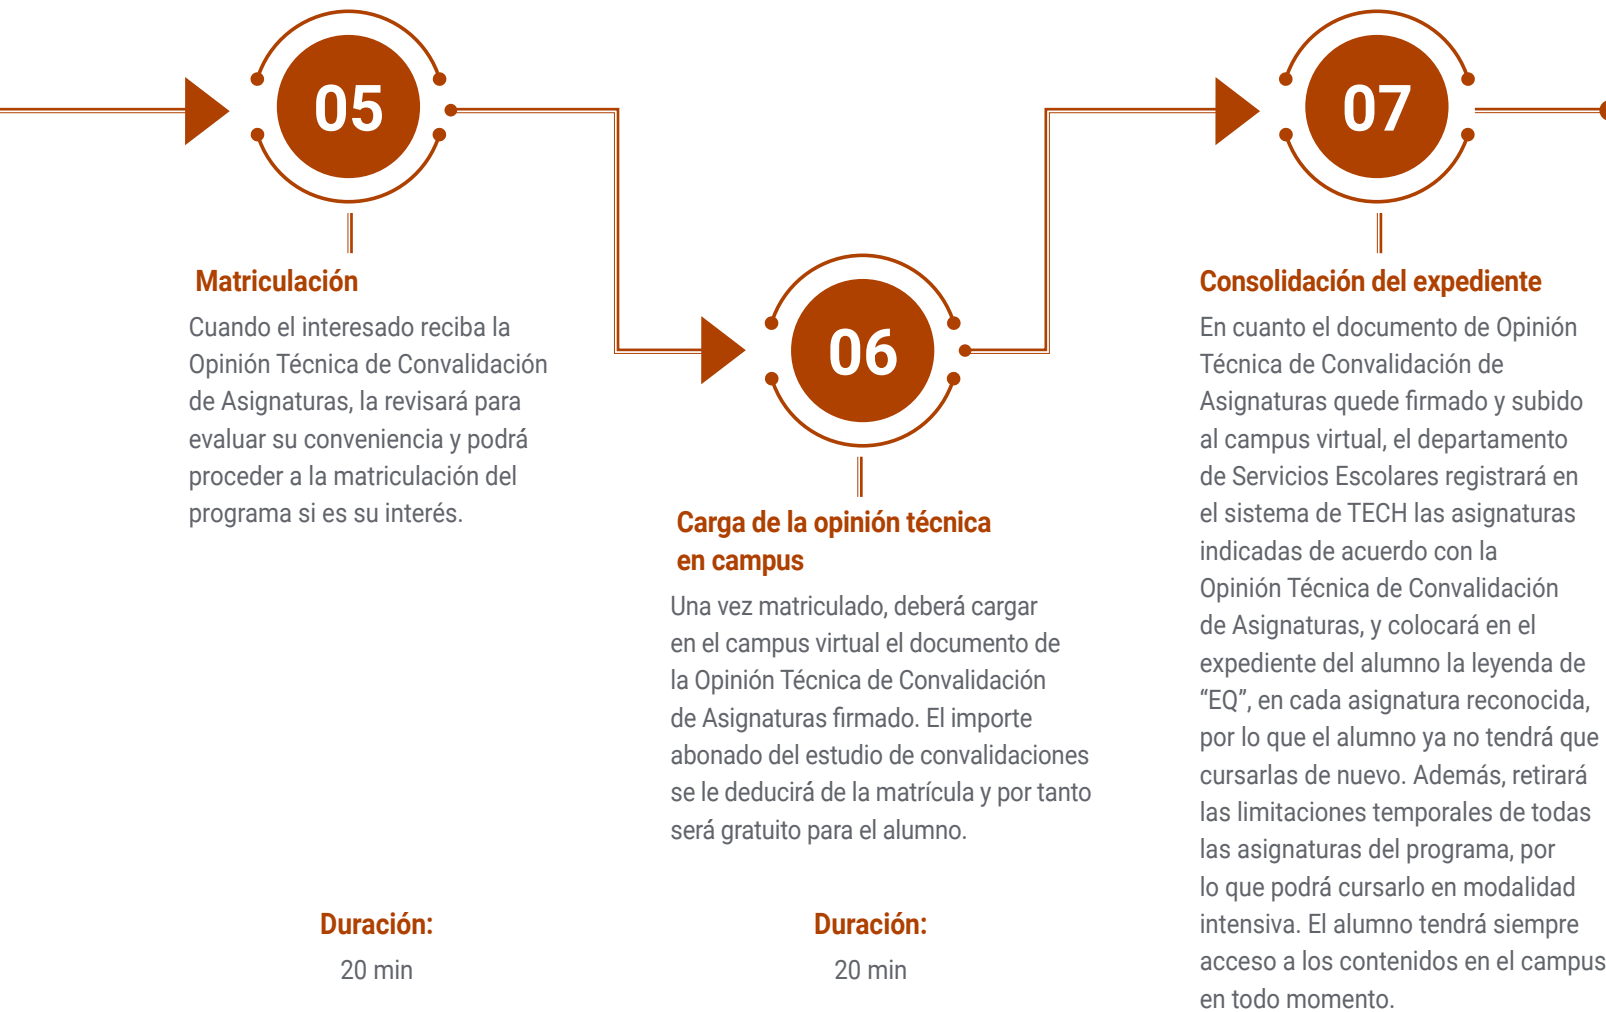 05
Matriculación
Cuando el interesado reciba la
Opinión Técnica de Convalidación
de Asignaturas, la revisará para
evaluar su conveniencia y podrá
proceder a la matriculación del
programa si es su interés.
Duración:
20 min
06
Carga de la opinión técnica
en campus
Una vez matriculado, deberá cargar
en el campus virtual el documento de
la Opinión Técnica de Convalidación
de Asignaturas firmado. El importe
abonado del estudio de convalidaciones
se le deducirá de la matrícula y por tanto
será gratuito para el alumno.
Duración:
20 min
07
Consolidación del expediente
En cuanto el documento de Opinión
Técnica de Convalidación de
Asignaturas quede firmado y subido
al campus virtual, el departamento
de Servicios Escolares registrará en
el sistema de TECH las asignaturas
indicadas de acuerdo con la
Opinión Técnica de Convalidación
de Asignaturas, y colocará en el
expediente del alumno la leyenda de
“EQ”, en cada asignatura reconocida,
por lo que el alumno ya no tendrá que
cursarlas de nuevo. Además, retirará
las limitaciones temporales de todas
las asignaturas del programa, por
lo que podrá cursarlo en modalidad
intensiva. El alumno tendrá siempre
acceso a los contenidos en el campus
en todo momento.